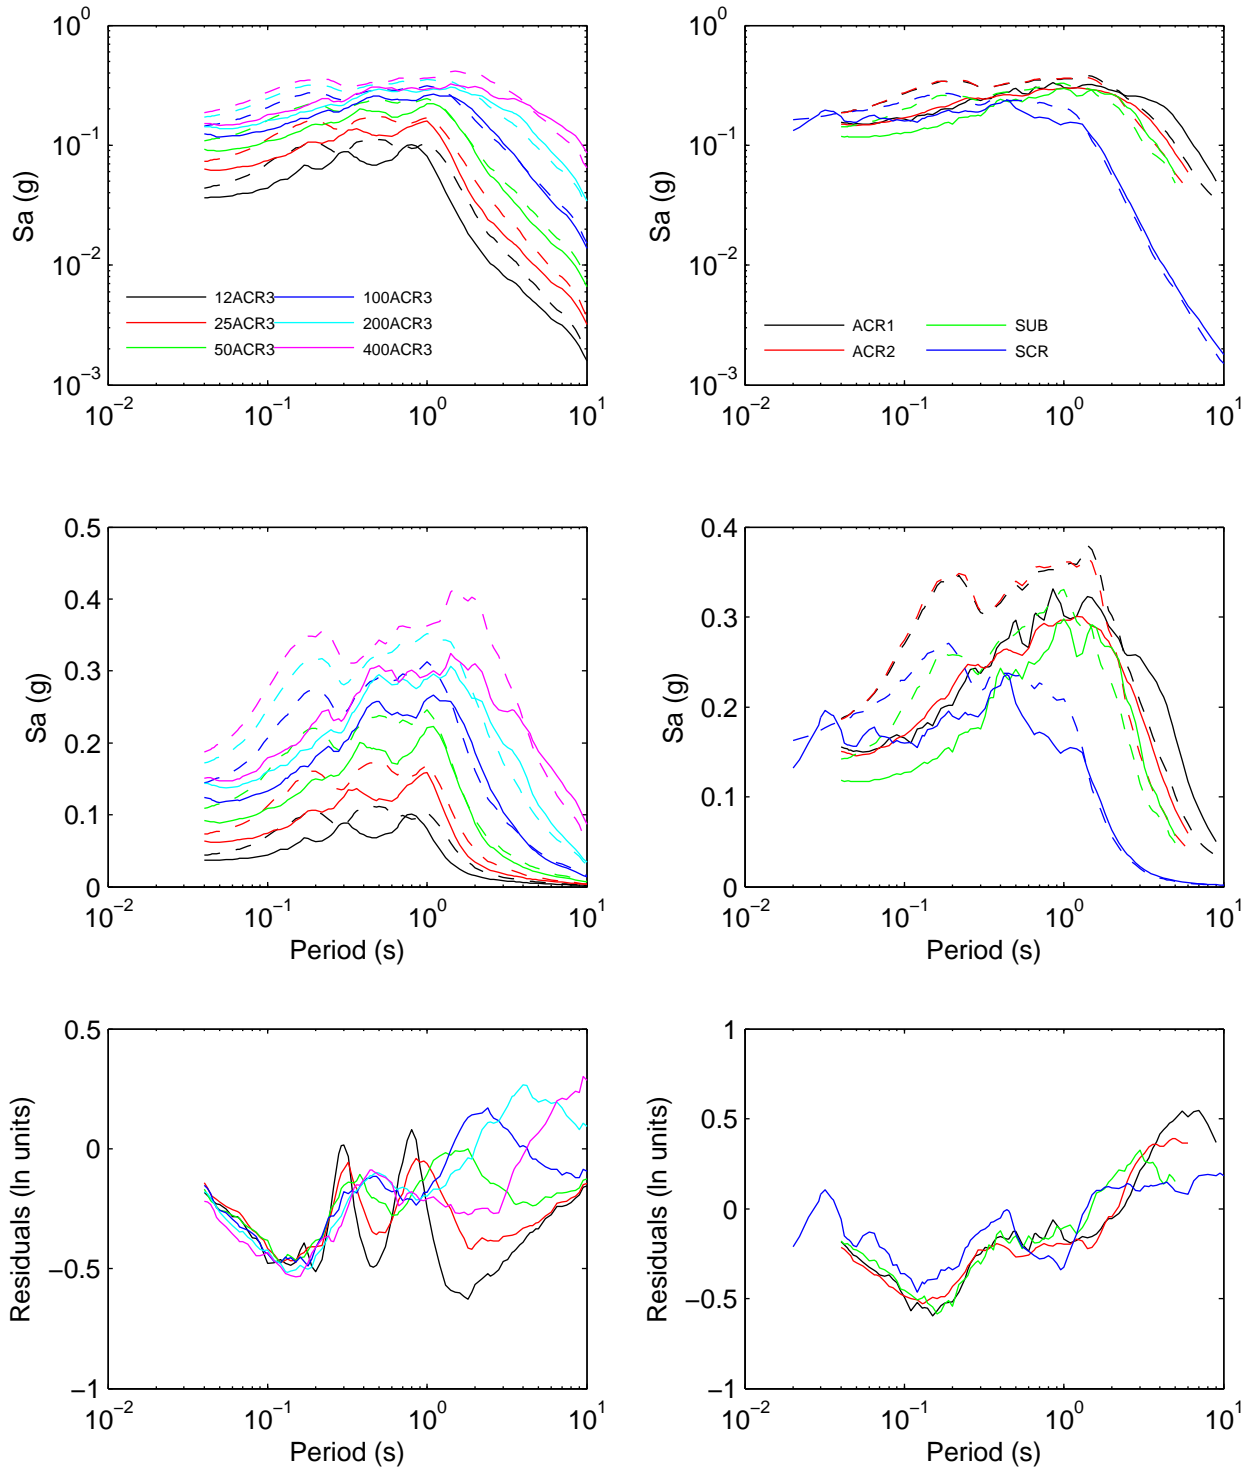 10^0 10^0
10^−1 10^−1
Sa (g) Sa (g)
10^−2 10^−2
12ACR3 100ACR3
25ACR3 200ACR3
50ACR3 400ACR3
ACR1 SUB
ACR2 SCR
10^−3 10^−3
10^−2 10^−1 10^0 10^1 10^−2 10^−1 10^0 10^1
0.5 0.4
0.4
0.3
0.3
Sa (g) Sa (g)
0.2
0.2
0.1
0.1
0 0
10^−2 10^−1 10^0 10^1 10^−2 10^−1 10^0 10^1
Period (s) Period (s)
0.5 1
0.5
0
Residuals (ln units) Residuals (ln units)
0
−0.5
−0.5
−1 −1
10^−2 10^−1 10^0 10^1 10^−2 10^−1 10^0 10^1
Period (s) Period (s)